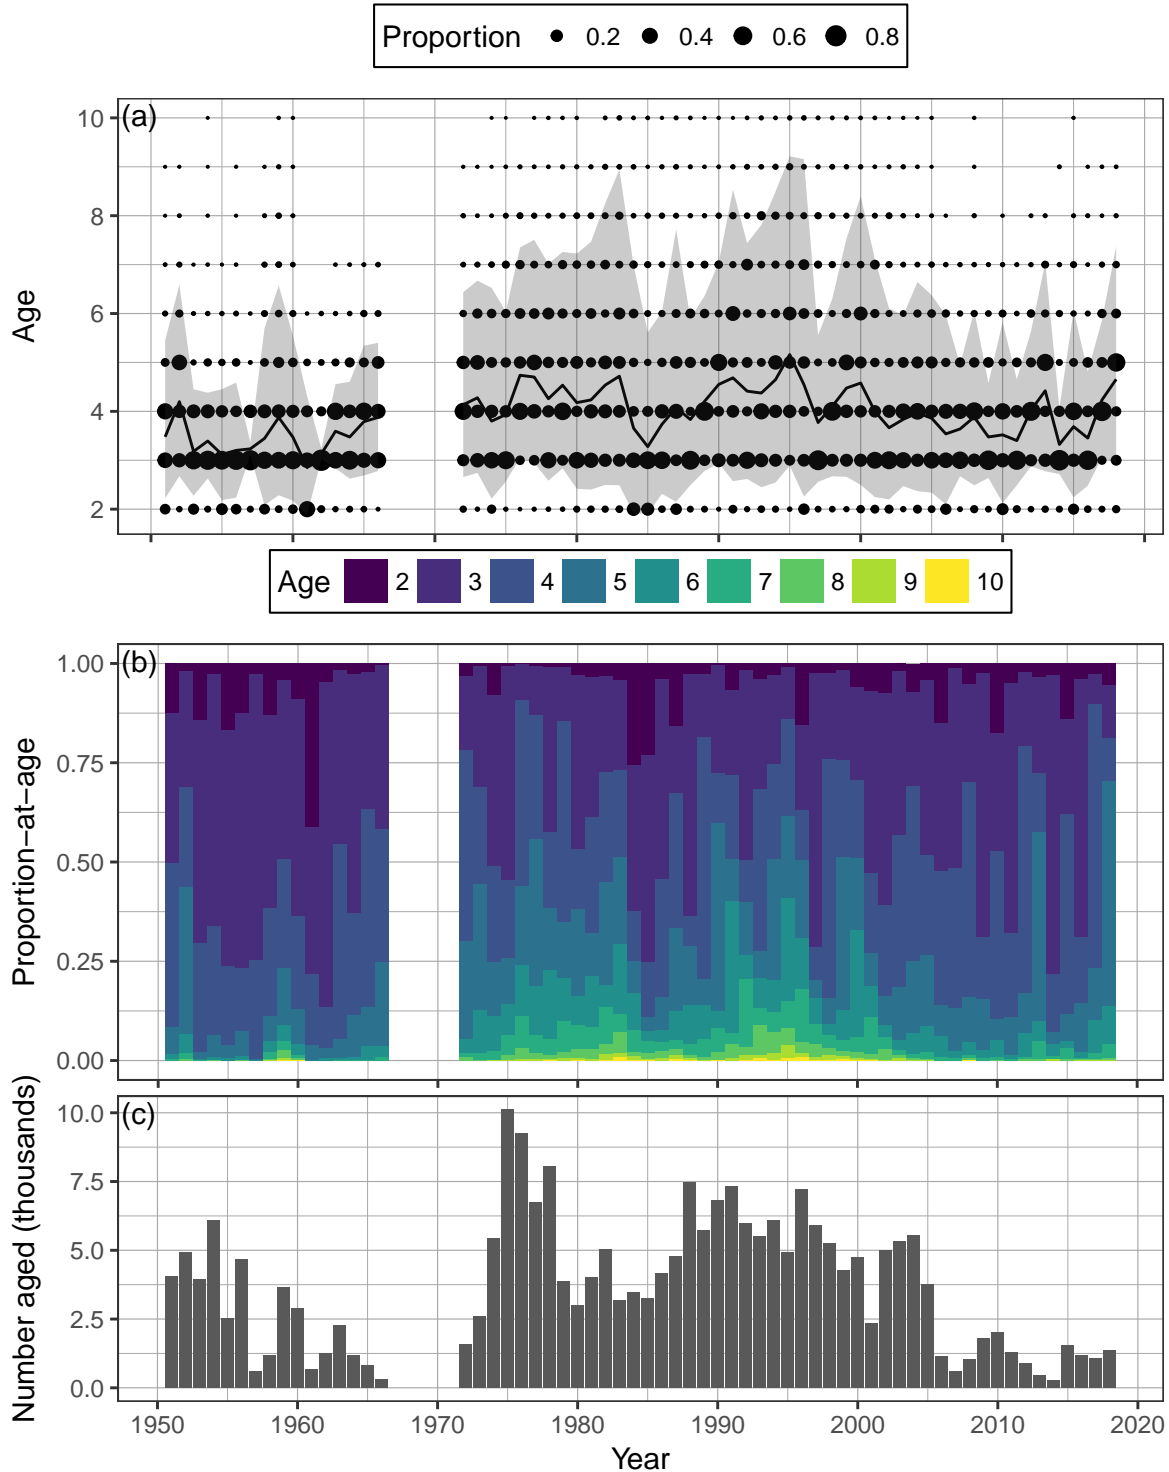 Proportion 0.2 0.4 0.6 0.8
(a)
10
8
6
4
2
Age
Age 2 3 4 5 6 7 8 9 10
(b)
1.00
0.75
0.50
0.25
0.00
Proportion−at−age
(c)
10.0
7.5
5.0
2.5
0.0
Number aged (thousands)
1950 1960 1970 1980 1990 2000 2010 2020
Year